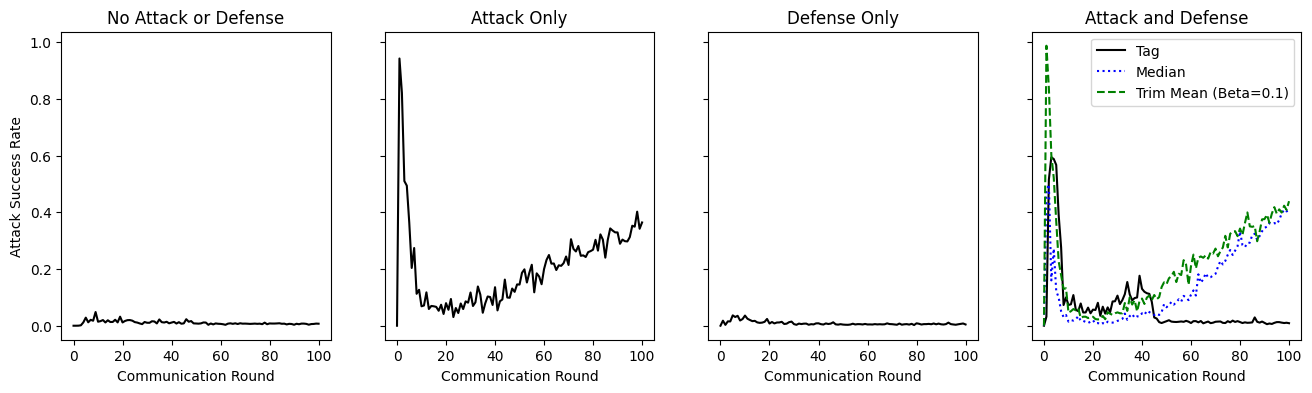 No Attack or Defense
Attack Only
Defense Only
Attack and Defense
1.0
0.8
0.6
0.4
0.2
0.0
Attack Success Rate
Tag
Median
Trim Mean (Beta=0.1)
0 20 40 60 80 100
0 20 40 60 80 100
0 20 40 60 80 100
0 20 40 60 80 100
Communication Round
Communication Round
Communication Round
Communication Round